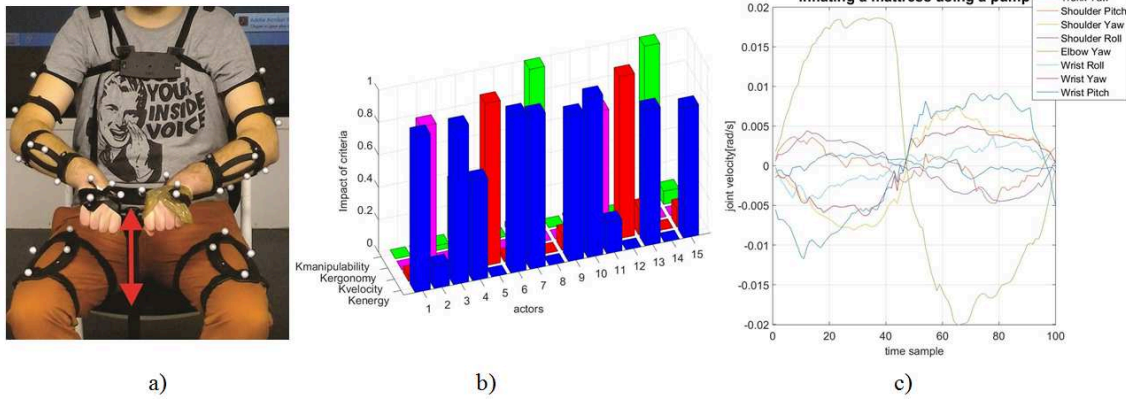 YOUR
INSIDE
VOICE
a)
1
0.8
0.6
0.4
0.2
0
Impact of criteria
Kmanipulability
Kergonomy
Kvelocity
Kenergy
1
2
3
4
5
6
7
8
9
10
11
12
13
14
15
actors
b)
Inflating a mattress using a pump
Shoulder Pitch
Shoulder Yaw
Shoulder Roll
Elbow Yaw
Wrist Roll
Wrist Yaw
Wrist Pitch
0.02
0.015
0.01
0.005
0
-0.005
-0.01
-0.015
-0.02
joint velocity[rad/s]
0
20
40
60
80
100
time sample
c)